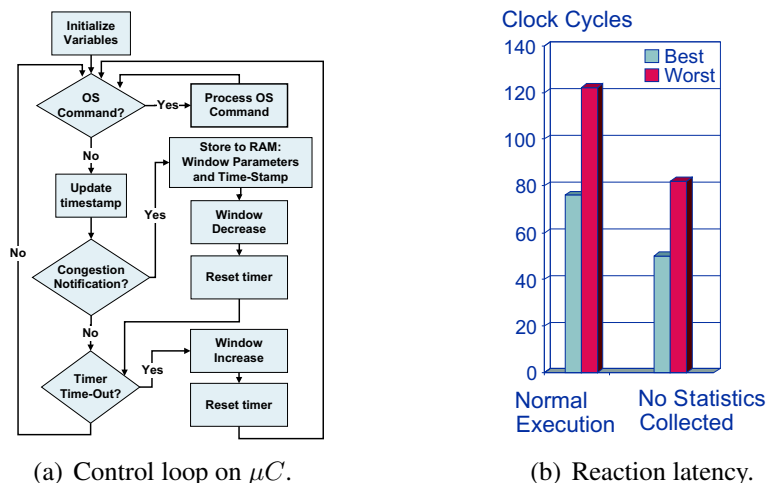 Initialize
Variables
OS
Command?
Yes
Process OS
Command
No
Store to RAM:
Window Parameters
and Time-Stamp
Update
timestamp
Yes
No
Window
Decrease
Congestion
Notification?
Reset timer
No
Timer
Time-Out?
Yes
Window
Increase
Reset timer
(a) Control loop on μC.
Clock Cycles
140
120
100
80
60
40
20
0
Best
Worst
Normal
Execution
No Statistics
Collected
(b) Reaction latency.